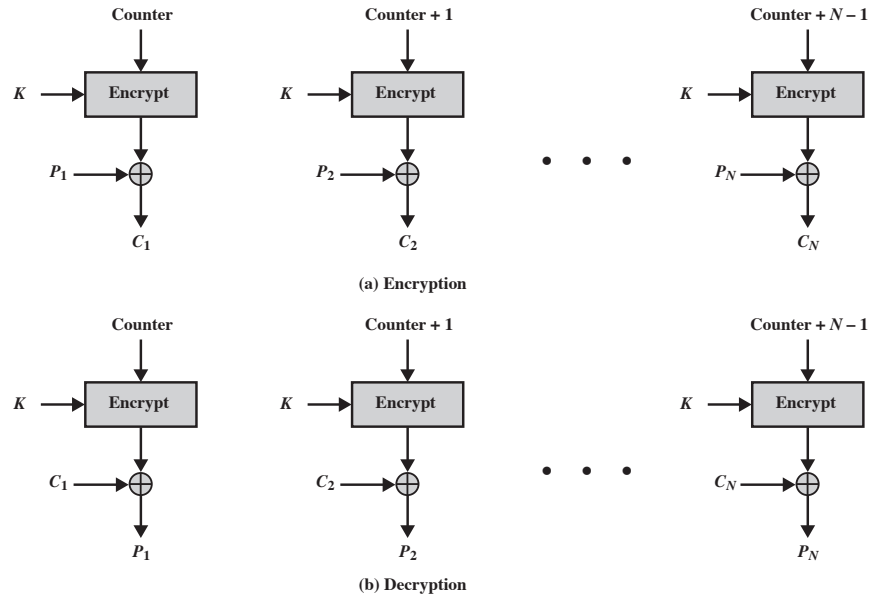 Counter Counter + 1 Counter + N – 1
K Encrypt K Encrypt K Encrypt
P1 P2 PN
C1 C2 CN
(a) Encryption
Counter Counter + 1 Counter + N – 1
K Encrypt K Encrypt K Encrypt
C1 C2 CN
P1 P2 PN
(b) Decryption